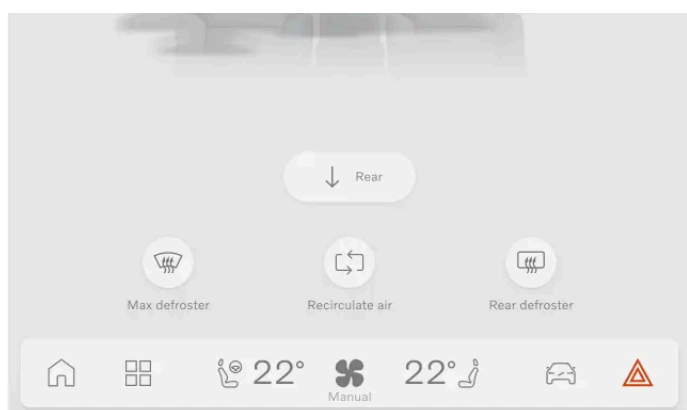 Rear
Max defroster
Recirculate air
Rear defroster
22°
22°
Manual